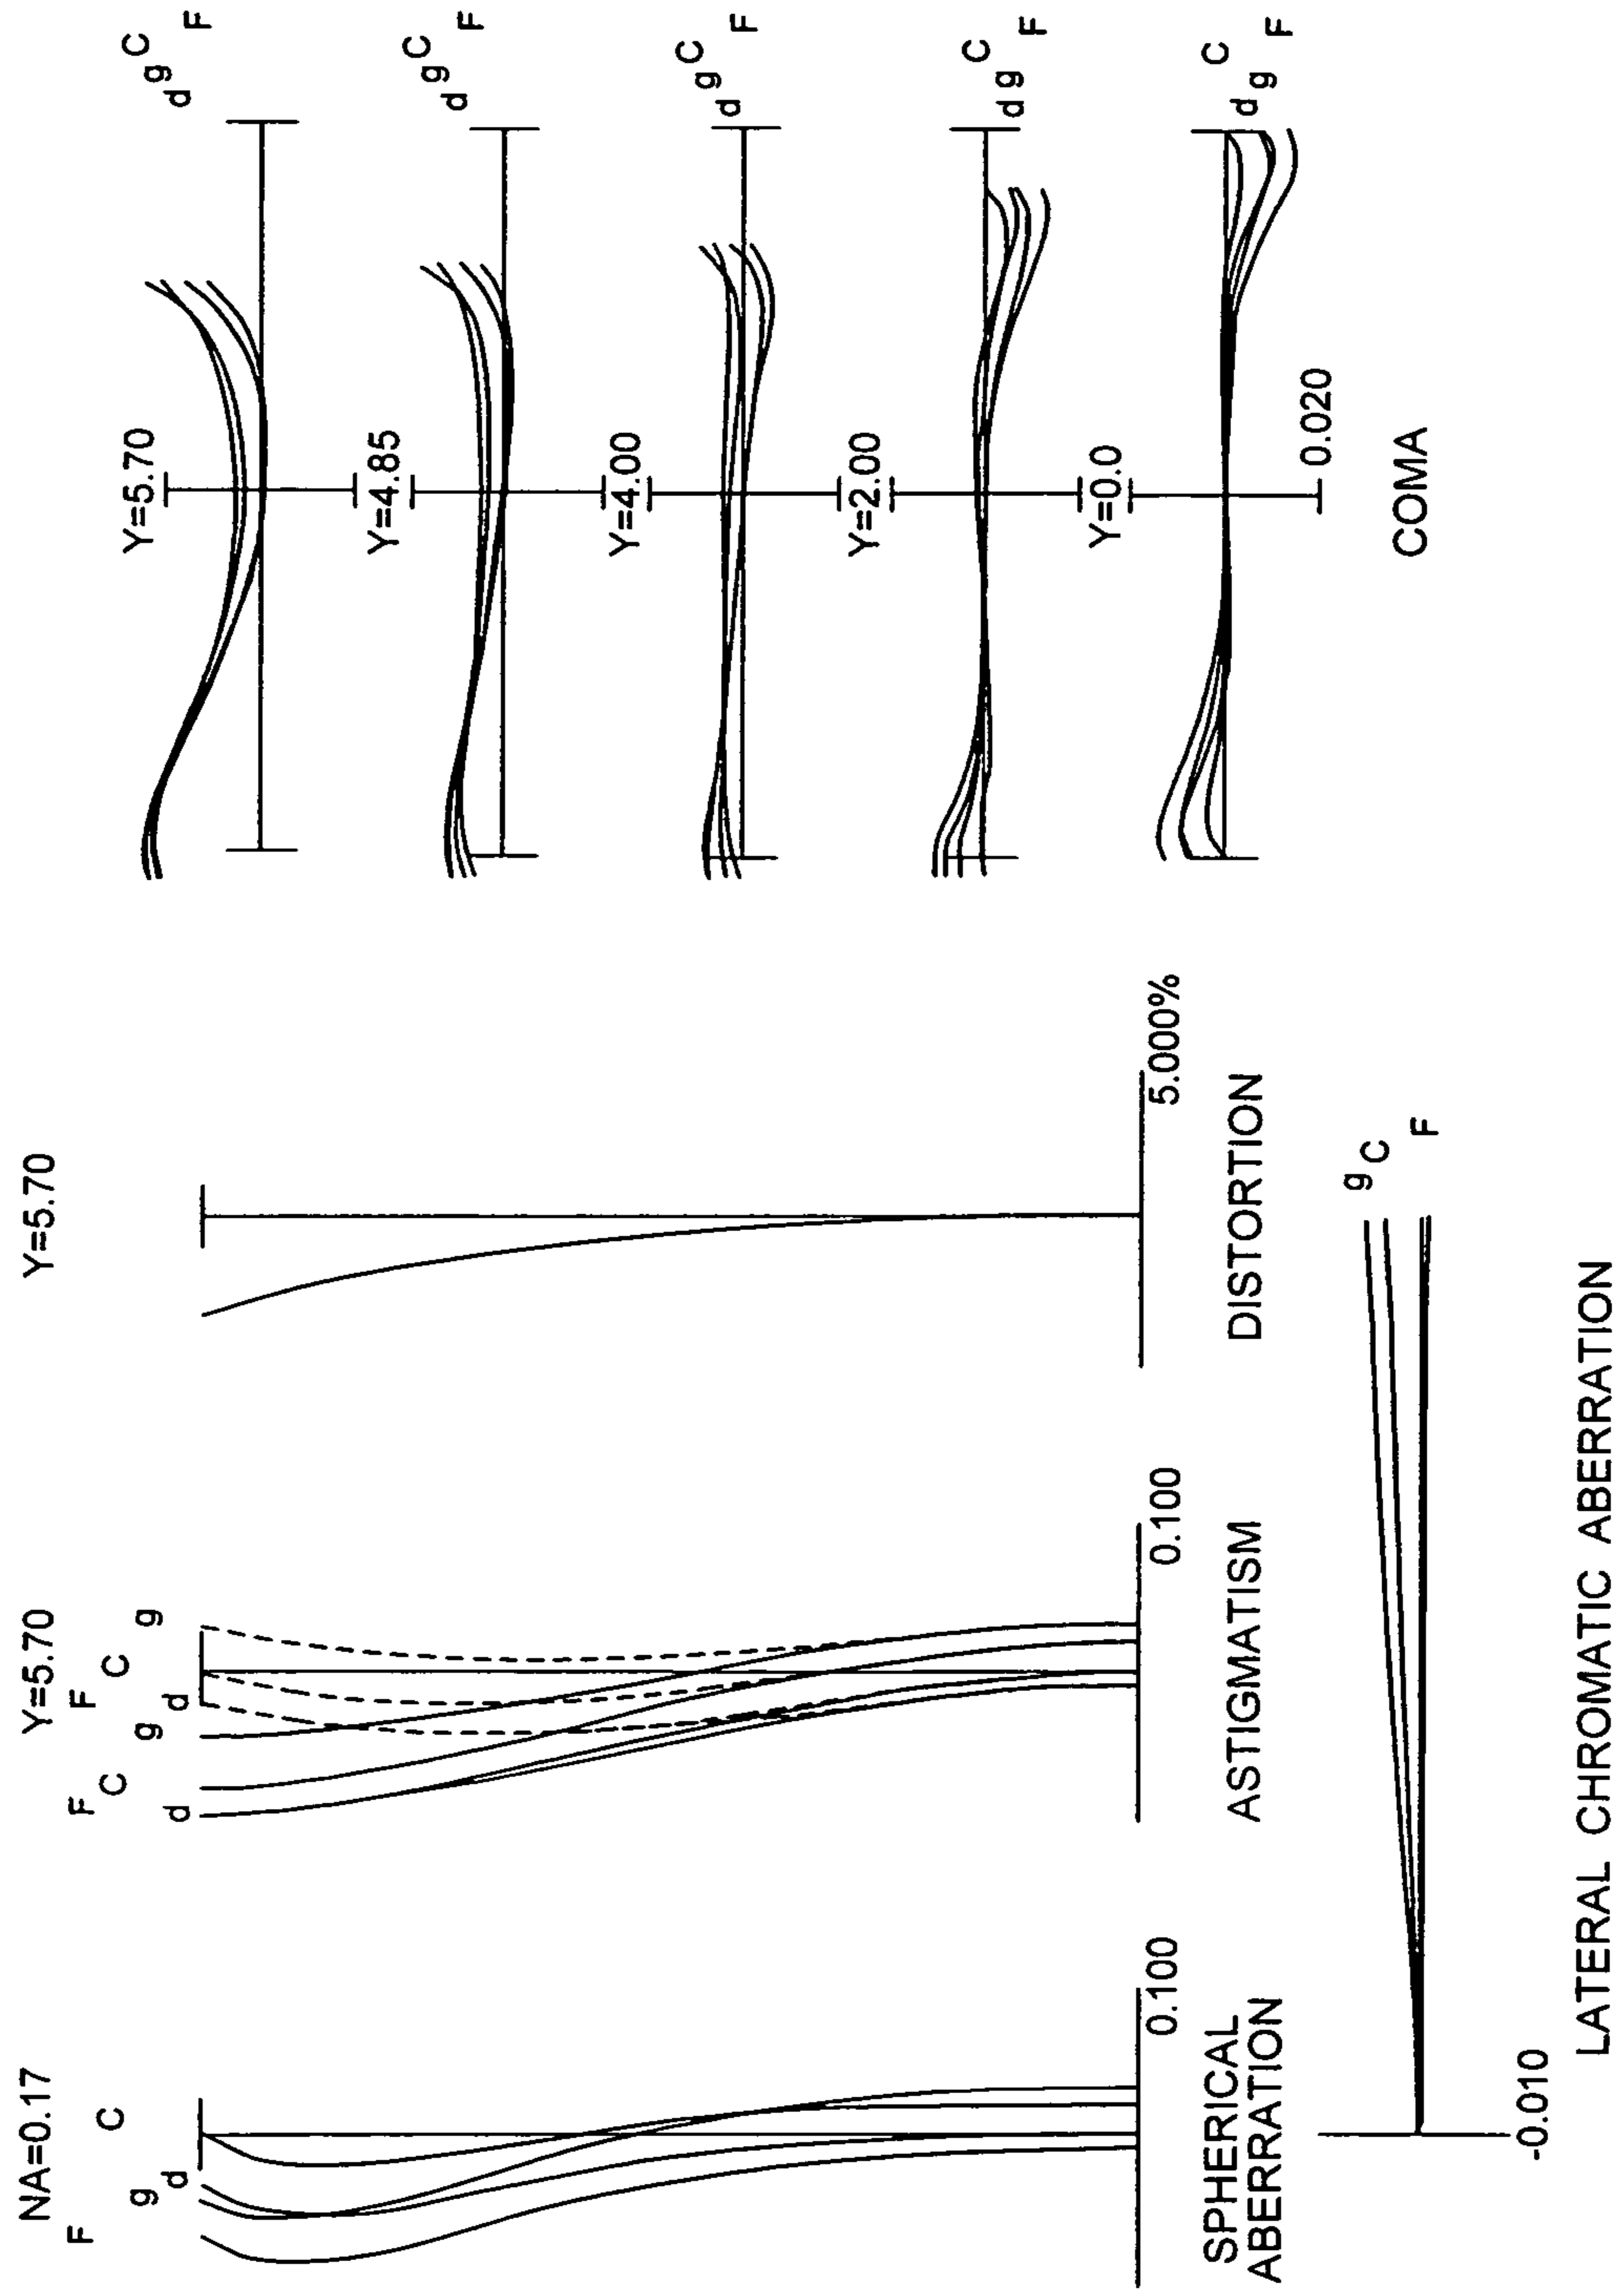 NA=0.17
F
g
d
C
0.100
SPHERICAL
ABERRATION
Y=5.70
F
C
d
g
F
C
d
g
0.100
ASTIGMATISM
Y=5.70
5.000%
DISTORTION
Y=5.70
d
g
C
F
Y=4.85
d
g
C
F
Y=4.00
d
g
C
F
Y=2.00
d
g
C
F
Y=0.0
d
g
C
F
0.020
COMA
g
C
F
-0.010
LATERAL CHROMATIC ABERRATION